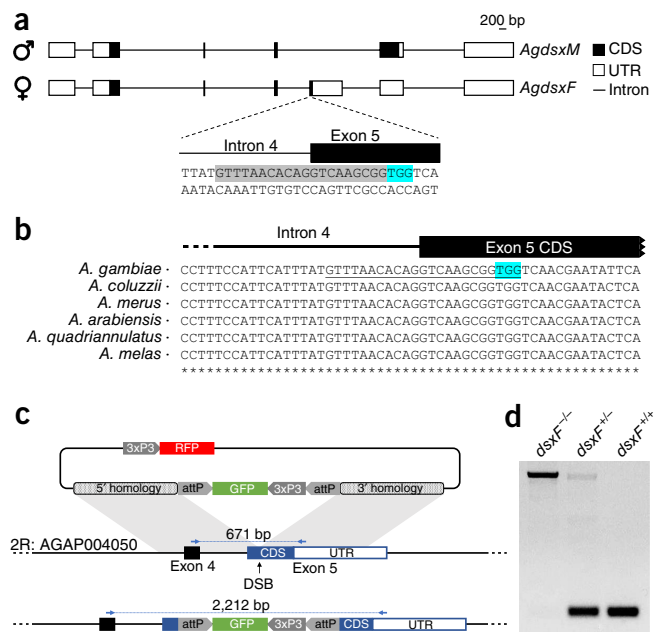 a
200 bp
♂ AgdsxM
♀ AgdsxF
CDS
UTR
Intron
Intron 4 Exon 5
TTATGTTTAACACAGGTCAAGCGGTGGTCA
AATACAAATTGTGTCCAGTTCGCCACCAGT
b
Intron 4 Exon 5 CDS
A. gambiae · CCTTTCCATTCATTTATGTTTAACACAGGTCAAGCGGTGGTCAACGAATATTCA
A. coluzzii · CCTTTCCATTCATTTATGTTTAACACAGGTCAAGCGGTGGTCAACGAATACTCA
A. merus · CCTTTCCATTCATTTATGTTTAACACAGGTCAAGCGGTGGTCAACGAATACTCA
A. arabiensis · CCTTTCCATTCATTTATGTTTAACACAGGTCAAGCGGTGGTCAACGAATACTCA
A. quadriannulatus · CCTTTCCATTCATTTATGTTTAACACAGGTCAAGCGGTGGTCAACGAATACTCA
A. melas · CCTTTCCATTCATTTATGTTTAACACAGGTCAAGCGGTGGTCAACGAATACTCA
******************************************************
c
3xP3 RFP
5′ homology attP GFP 3xP3 attP 3′ homology
671 bp
2R: AGAP004050
CDS UTR
Exon 4 Exon 5
DSB
2,212 bp
attP GFP 3xP3 attP CDS UTR
d
dsxF−/− dsxF+/− dsxF+/+